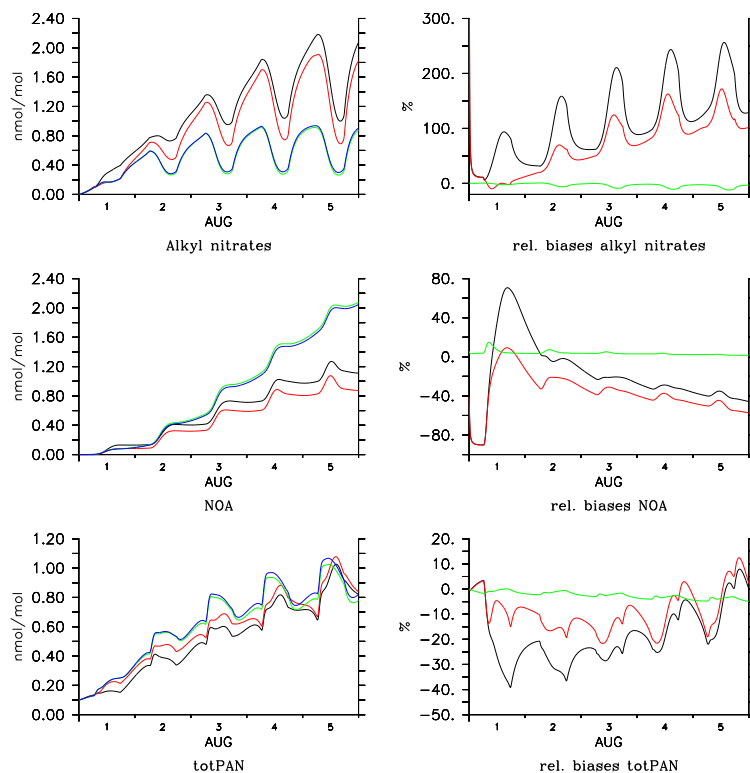 2.40
2.00
1.60
1.20
0.80
0.40
0.00
nmol/mol
1 2 3 4 5
AUG
Alkyl nitrates
300.
200.
100.
0.
%
1 2 3 4 5
AUG
rel. biases alkyl nitrates
2.40
2.00
1.60
1.20
0.80
0.40
0.00
nmol/mol
1 2 3 4 5
AUG
NOA
80.
40.
0.
-40.
-80.
%
1 2 3 4 5
AUG
rel. biases NOA
1.20
1.00
0.80
0.60
0.40
0.20
0.00
nmol/mol
1 2 3 4 5
AUG
totPAN
20.
10.
0.
-10.
-20.
-30.
-40.
-50.
%
1 2 3 4 5
AUG
rel. biases totPAN